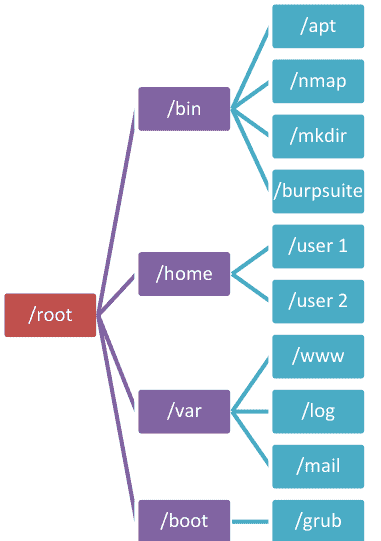 /root
/bin
/apt
/nmap
/mkdir
/burpsuite
/home
/user 1
/user 2
/var
/www
/log
/mail
/boot
/grub